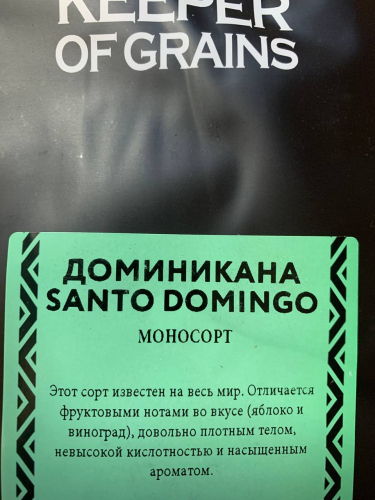 KEEPER
OF GRAINS
ДОМИНИКАНА
SANTO DOMINGO
МОНОСОРТ
Этот сорт известен на весь мир. Отличается
фруктовыми нотами во вкусе (яблоко и
виноград), довольно плотным телом,
невысокой кислотностью и насыщенным
ароматом.